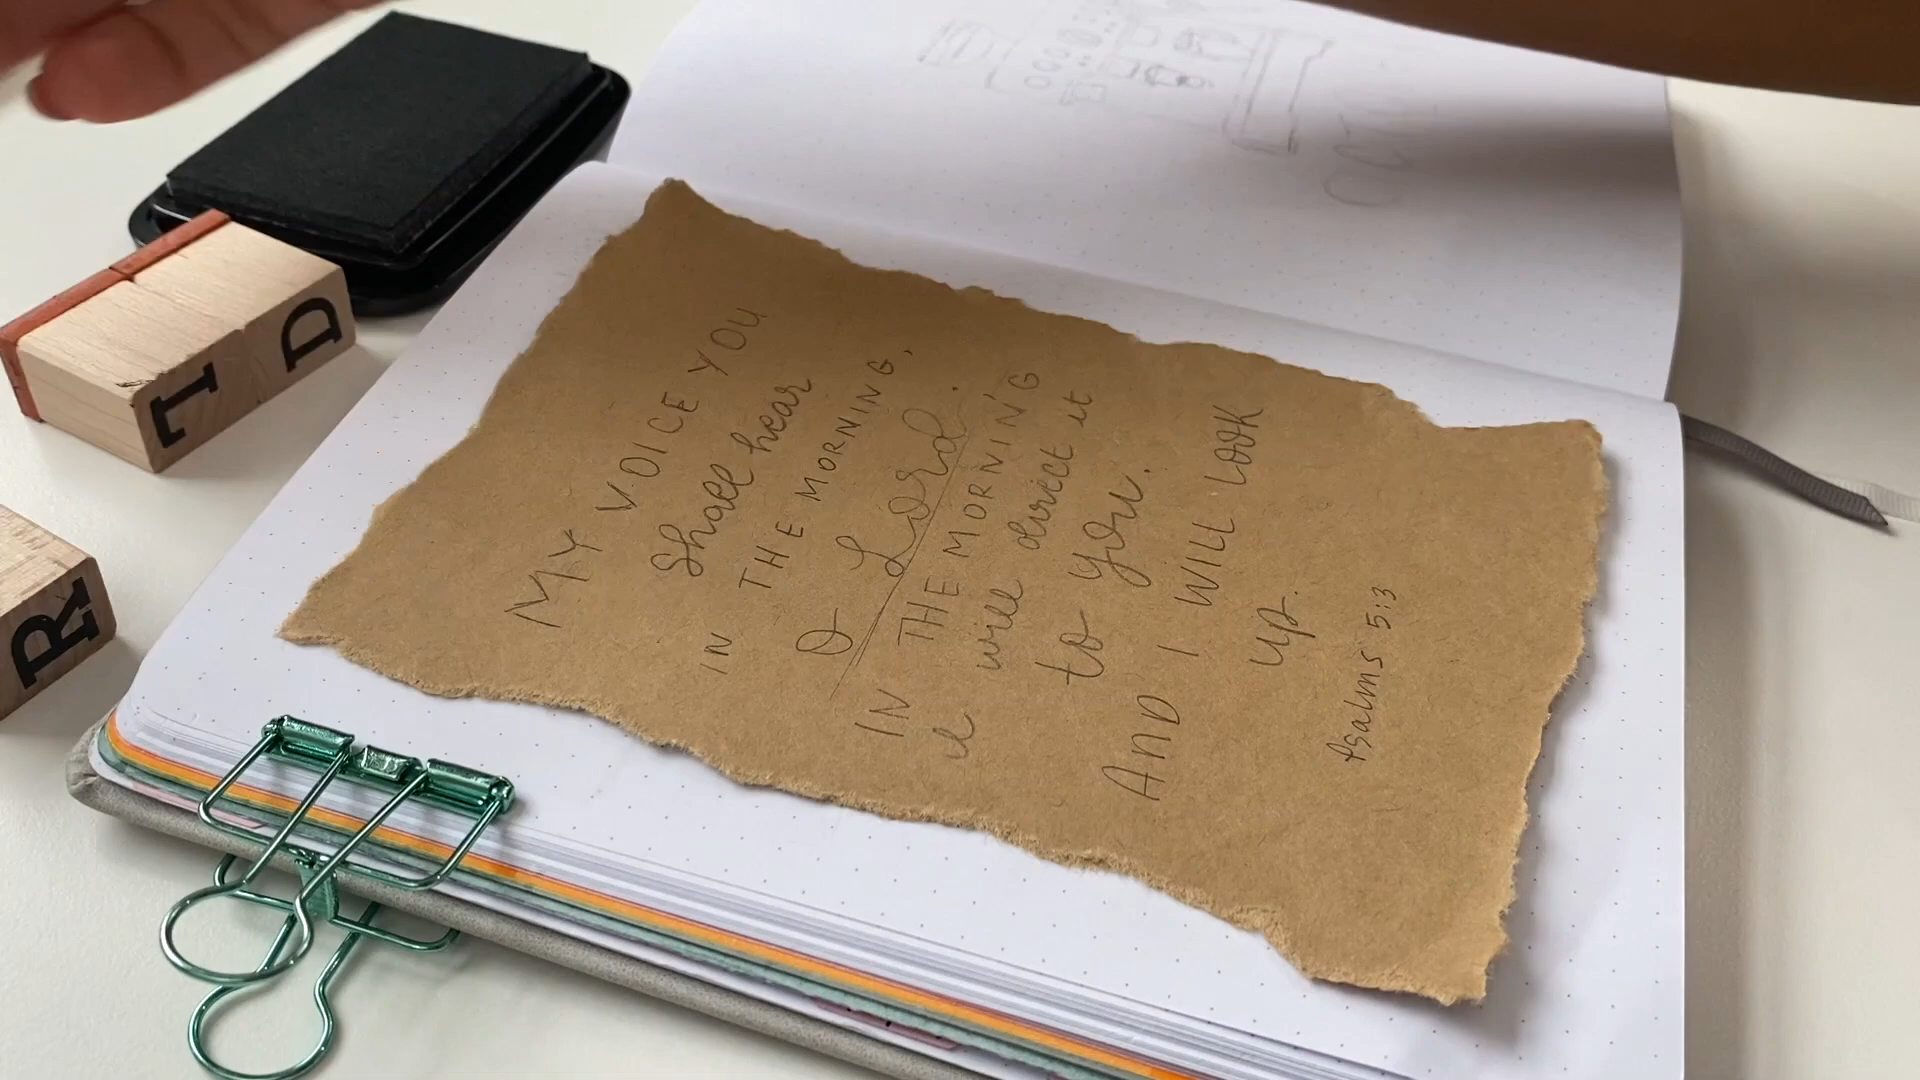 MY VOICE YOU
Shall hear
IN THE MORNING,
O Lord.
IN THE MORNING
I will direct it
to you.
AND I WILL LOOK
up.
Psalms 5:3
T
D
R